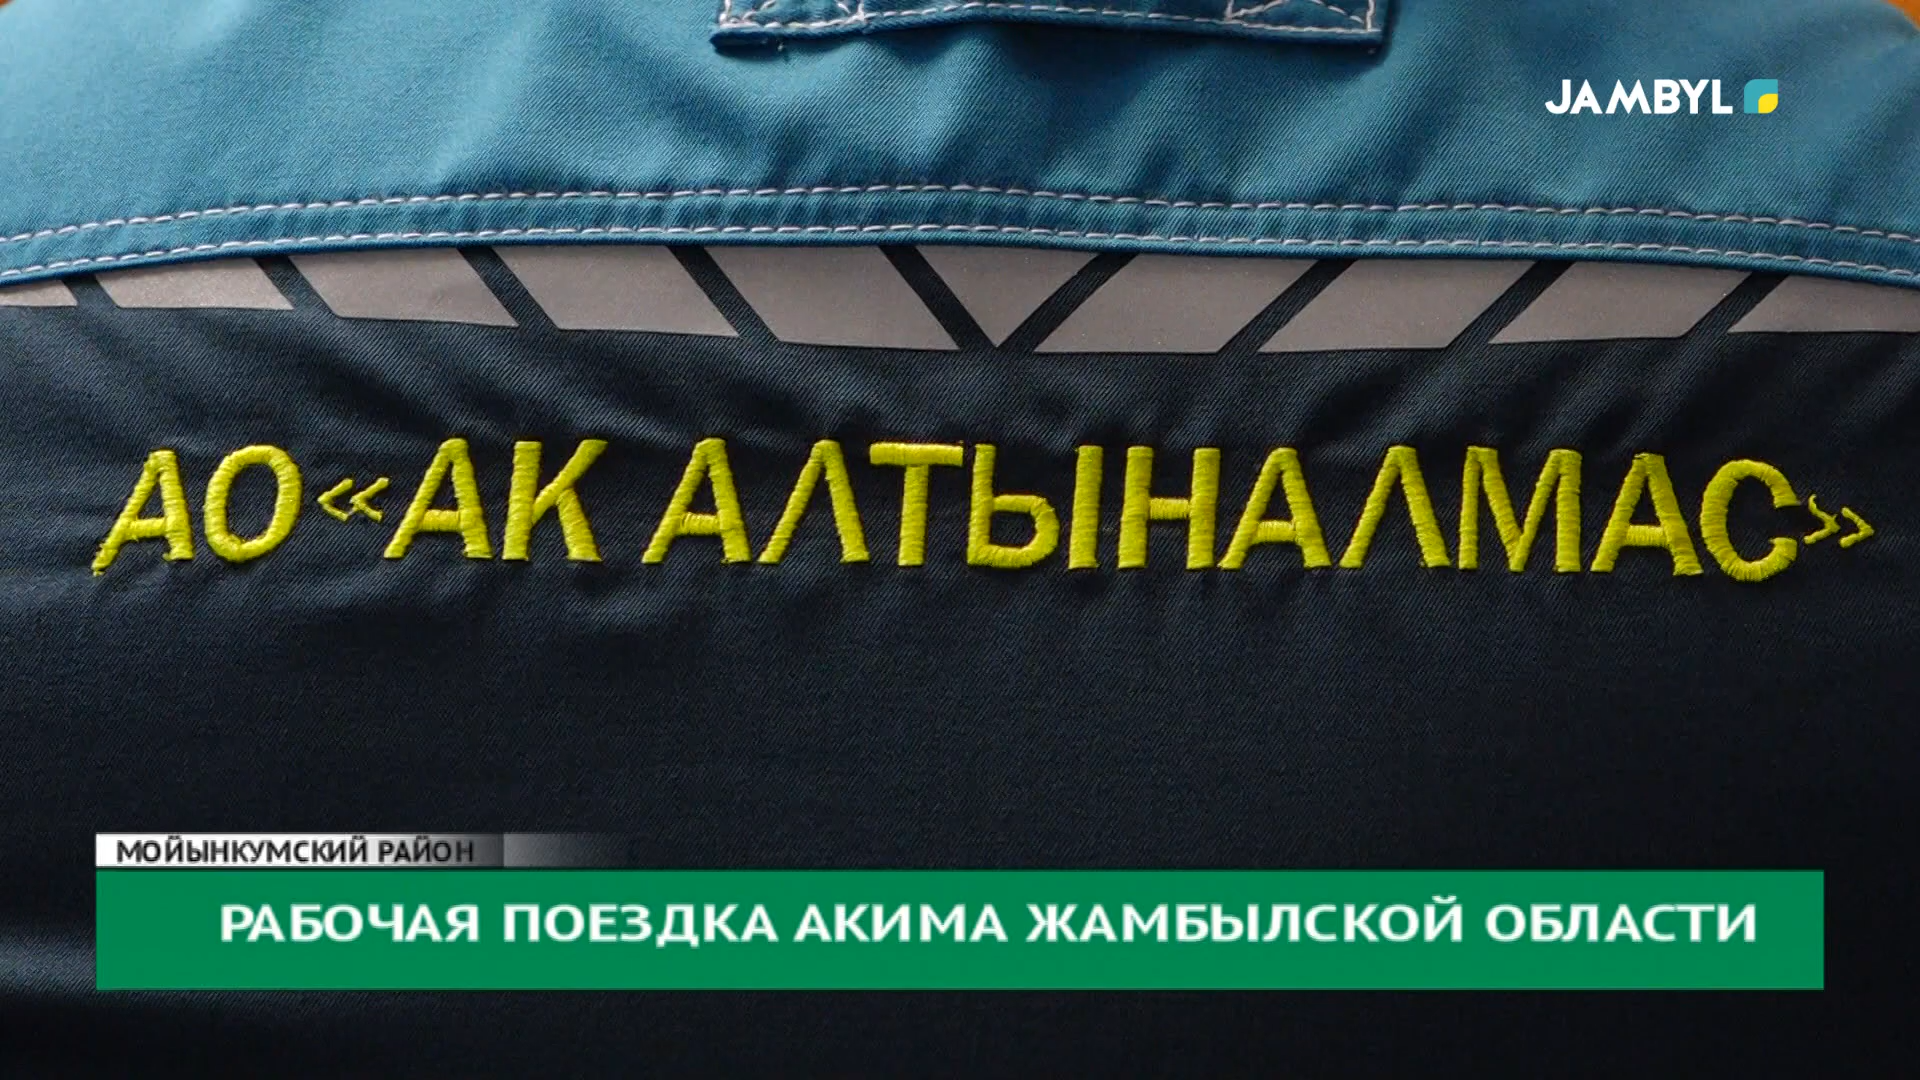 JAMBYL
АО «АК АЛТЫНАЛМАС»
МОЙЫНКУМСКИЙ РАЙОН
РАБОЧАЯ ПОЕЗДКА АКИМА ЖАМБЫЛСКОЙ ОБЛАСТИ